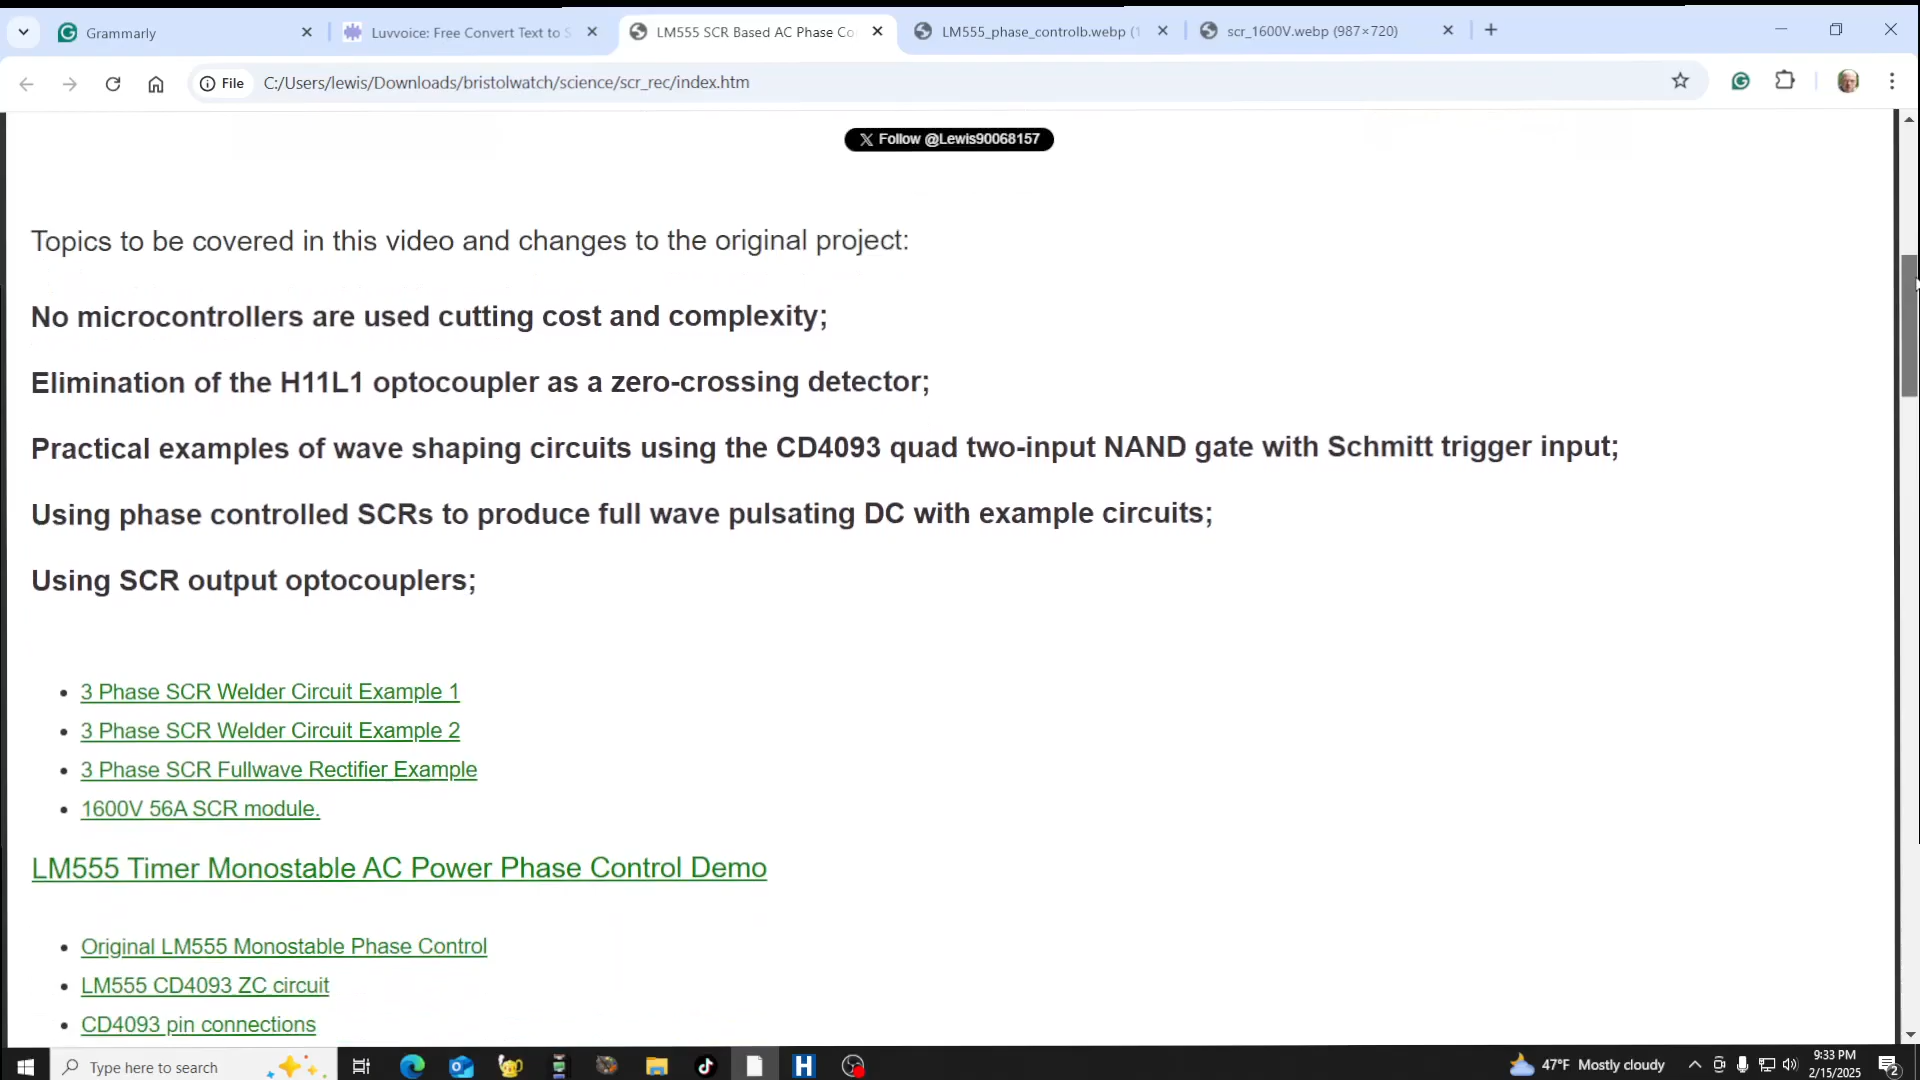 Grammarly
Luvvoice: Free Convert Text to S
LM555 SCR Based AC Phase Co
LM555_phase_controlb.webp (1
scr_1600V.webp (987×720)
File
C:/Users/lewis/Downloads/bristolwatch/science/scr_rec/index.htm
Follow @Lewis90068157
Topics to be covered in this video and changes to the original project:
No microcontrollers are used cutting cost and complexity;
Elimination of the H11L1 optocoupler as a zero-crossing detector;
Practical examples of wave shaping circuits using the CD4093 quad two-input NAND gate with Schmitt trigger input;
Using phase controlled SCRs to produce full wave pulsating DC with example circuits;
Using SCR output optocouplers;
• 3 Phase SCR Welder Circuit Example 1
• 3 Phase SCR Welder Circuit Example 2
• 3 Phase SCR Fullwave Rectifier Example
• 1600V 56A SCR module.
LM555 Timer Monostable AC Power Phase Control Demo
• Original LM555 Monostable Phase Control
• LM555 CD4093 ZC circuit
• CD4093 pin connections
Type here to search
H
47°F Mostly cloudy
9:33 PM
2/15/2025
2